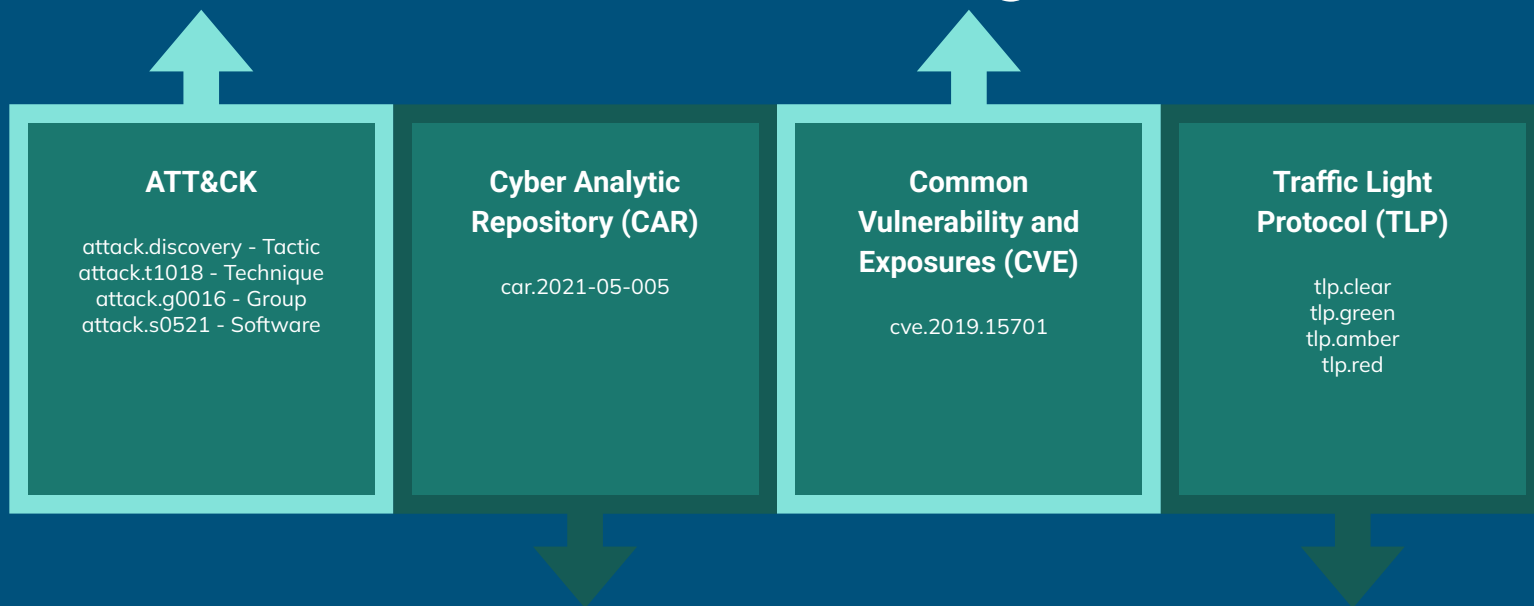 ATT&CK
attack.discovery - Tactic
attack.t1018 - Technique
attack.g0016 - Group
attack.s0521 - Software
Cyber Analytic
Repository (CAR)
car.2021-05-005
Common
Vulnerability and
Exposures (CVE)
cve.2019.15701
Traffic Light
Protocol (TLP)
tlp.clear
tlp.green
tlp.amber
tlp.red